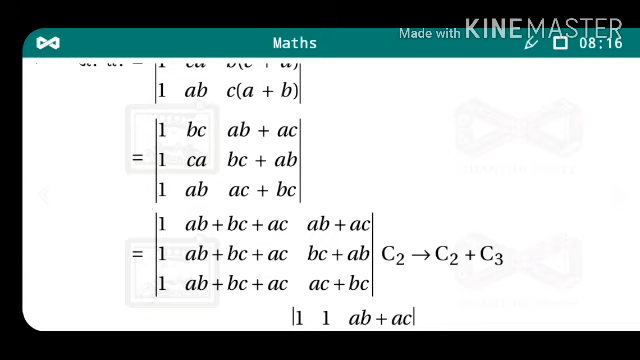 Made with KINEMASTER
Maths 08:16
= |1 ca b(c + a)|
|1 ab c(a + b)|
|1 bc ab + ac|
= |1 ca bc + ab|
|1 ab ac + bc|
|1 ab + bc + ac ab + ac|
= |1 ab + bc + ac bc + ab| C₂ → C₂ + C₃
|1 ab + bc + ac ac + bc|
|1 1 ab + ac|